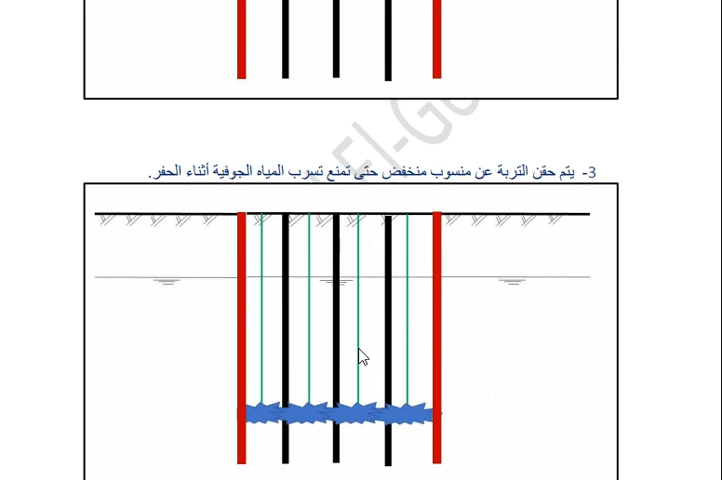 3- يتم حقن التربة عن منسوب منخفض حتى تمنع تسرب المياه الجوفية أثناء الحفر.